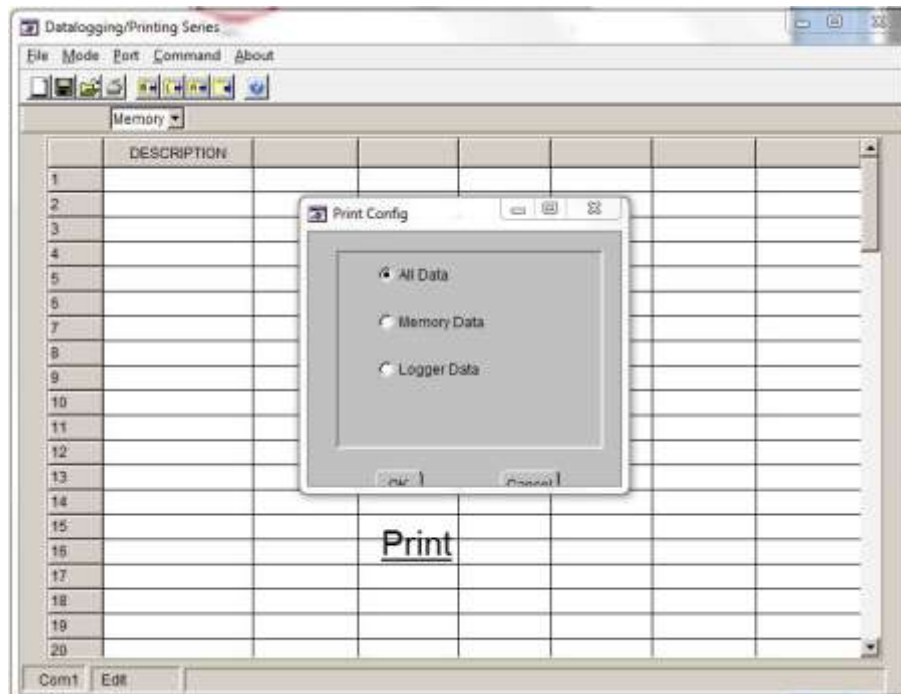 Datalogging/Printing Series
File Mode Port Command About
Memory
DESCRIPTION
1
2
3
4
5
6
7
8
9
10
11
12
13
14
15
16
17
18
19
20
Print Config
All Data
Memory Data
Logger Data
OK Cancel
Print
Com1 Edit